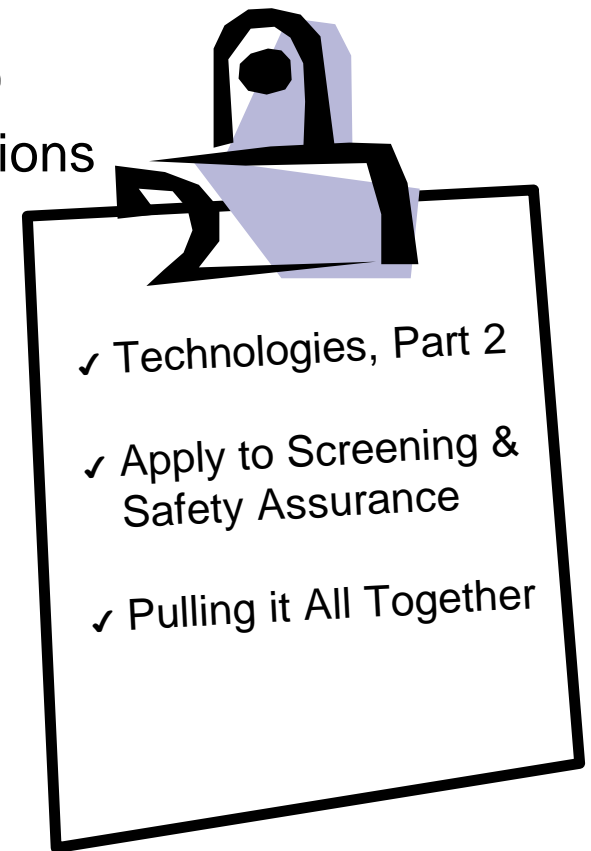 ions
✓ Technologies, Part 2
✓ Apply to Screening &
Safety Assurance
✓ Pulling it All Together